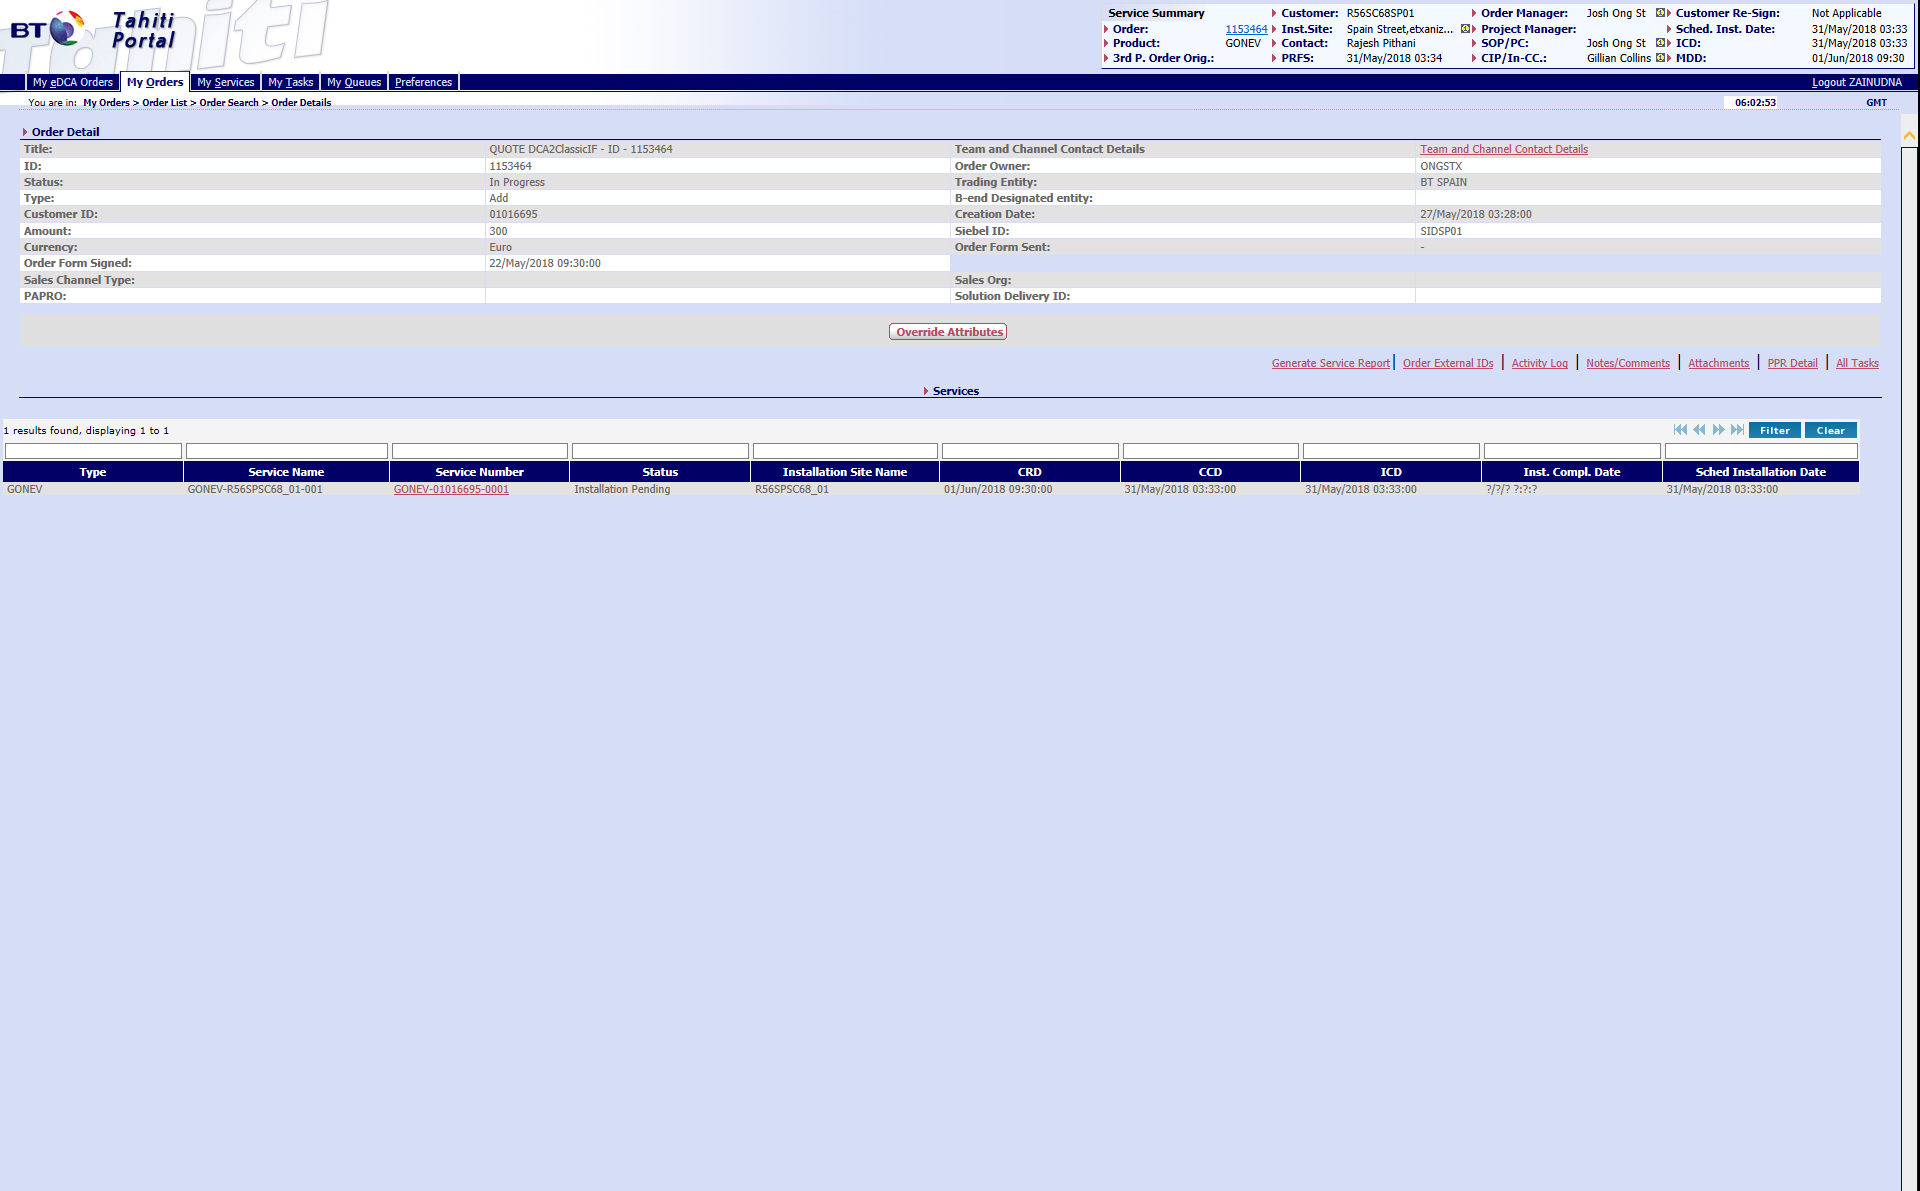 BT Tahiti Portal
Tahiti
Service Summary Customer: R56SC68SP01 Order Manager: Josh Ong St Customer Re-Sign: Not Applicable
Order: 1153464 Inst.Site: Spain Street,etxaniz... Project Manager: Sched. Inst. Date: 31/May/2018 03:33
Product: GONEV Contact: Rajesh Pithani SOP/PC: Josh Ong St ICD: 31/May/2018 03:33
3rd P. Order Orig.: PRFS: 31/May/2018 03:34 CIP/In-CC.: Gillian Collins MDD: 01/Jun/2018 09:30
My eDCA Orders My Orders My Services My Tasks My Queues Preferences Logout ZAINUDNA
You are in: My Orders > Order List > Order Search > Order Details 06:02:53 GMT
Order Detail
Title: QUOTE DCA2ClassicIF - ID - 1153464 Team and Channel Contact Details Team and Channel Contact Details
ID: 1153464 Order Owner: ONGSTX
Status: In Progress Trading Entity: BT SPAIN
Type: Add B-end Designated entity:
Customer ID: 01016695 Creation Date: 27/May/2018 03:28:00
Amount: 300 Siebel ID: SIDSP01
Currency: Euro Order Form Sent: -
Order Form Signed: 22/May/2018 09:30:00
Sales Channel Type: Sales Org:
PAPRO: Solution Delivery ID:
Override Attributes
Generate Service Report | Order External IDs | Activity Log | Notes/Comments | Attachments | PPR Detail | All Tasks
Services
1 results found, displaying 1 to 1 Filter Clear
Type Service Name Service Number Status Installation Site Name CRD CCD ICD Inst. Compl. Date Sched Installation Date
GONEV GONEV-R56SPSC68_01-001 GONEV-01016695-0001 Installation Pending R56SPSC68_01 01/Jun/2018 09:30:00 31/May/2018 03:33:00 31/May/2018 03:33:00 ?/?/? ?:?:? 31/May/2018 03:33:00